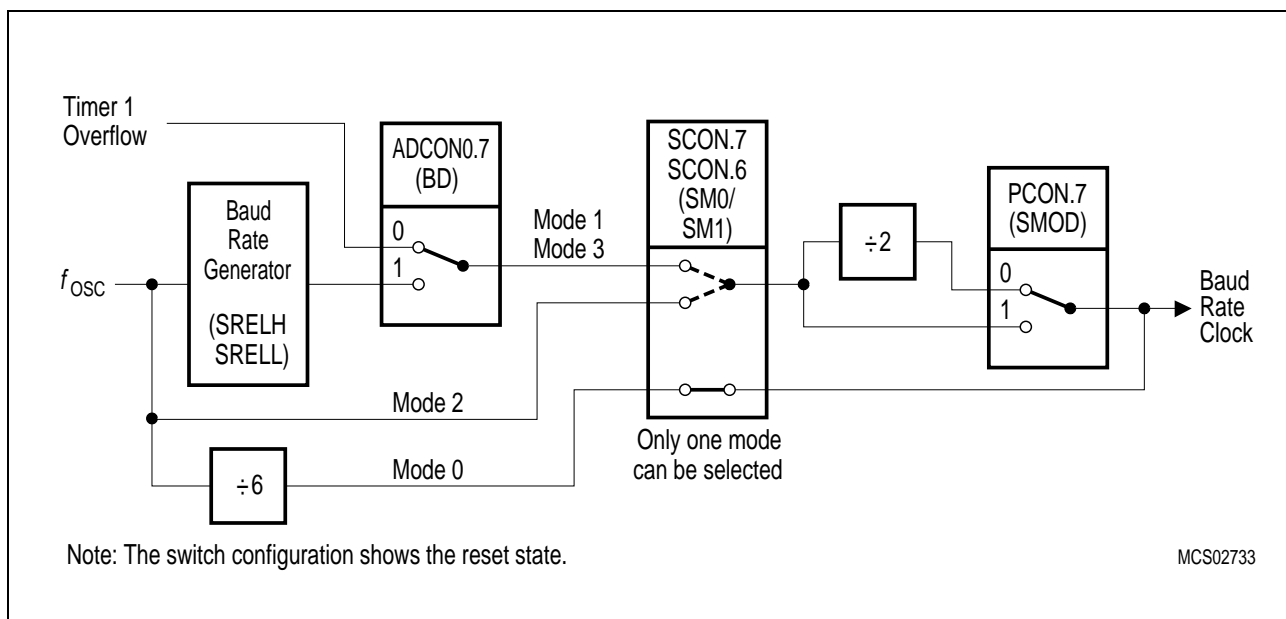 Timer 1
Overflow
ADCON0.7
(BD)
0
1
Baud
Rate
Generator
(SRELH
SRELL)
f OSC
Mode 1
Mode 3
Mode 2
Mode 0
÷6
SCON.7
SCON.6
(SM0/
SM1)
Only one mode
can be selected
÷2
PCON.7
(SMOD)
0
1
Baud
Rate
Clock
Note: The switch configuration shows the reset state.
MCS02733